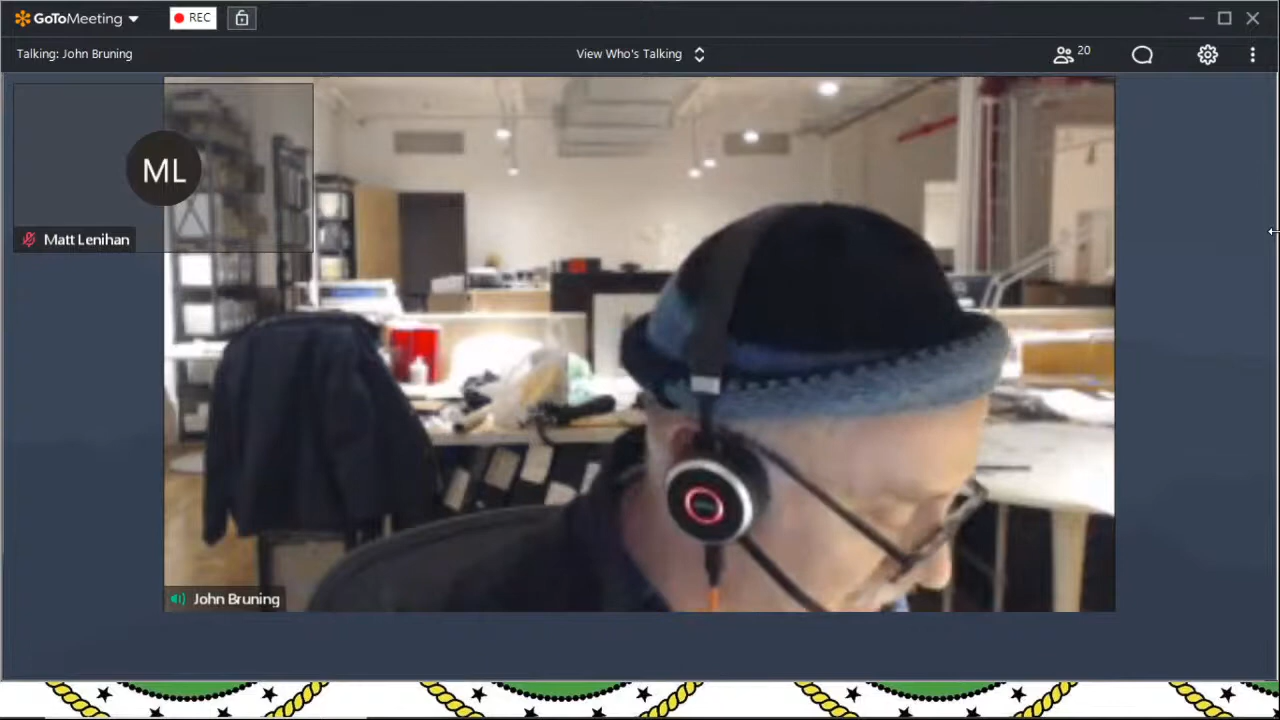 GoToMeeting
REC
Talking: John Bruning
View Who's Talking
20
ML
Matt Lenihan
John Bruning